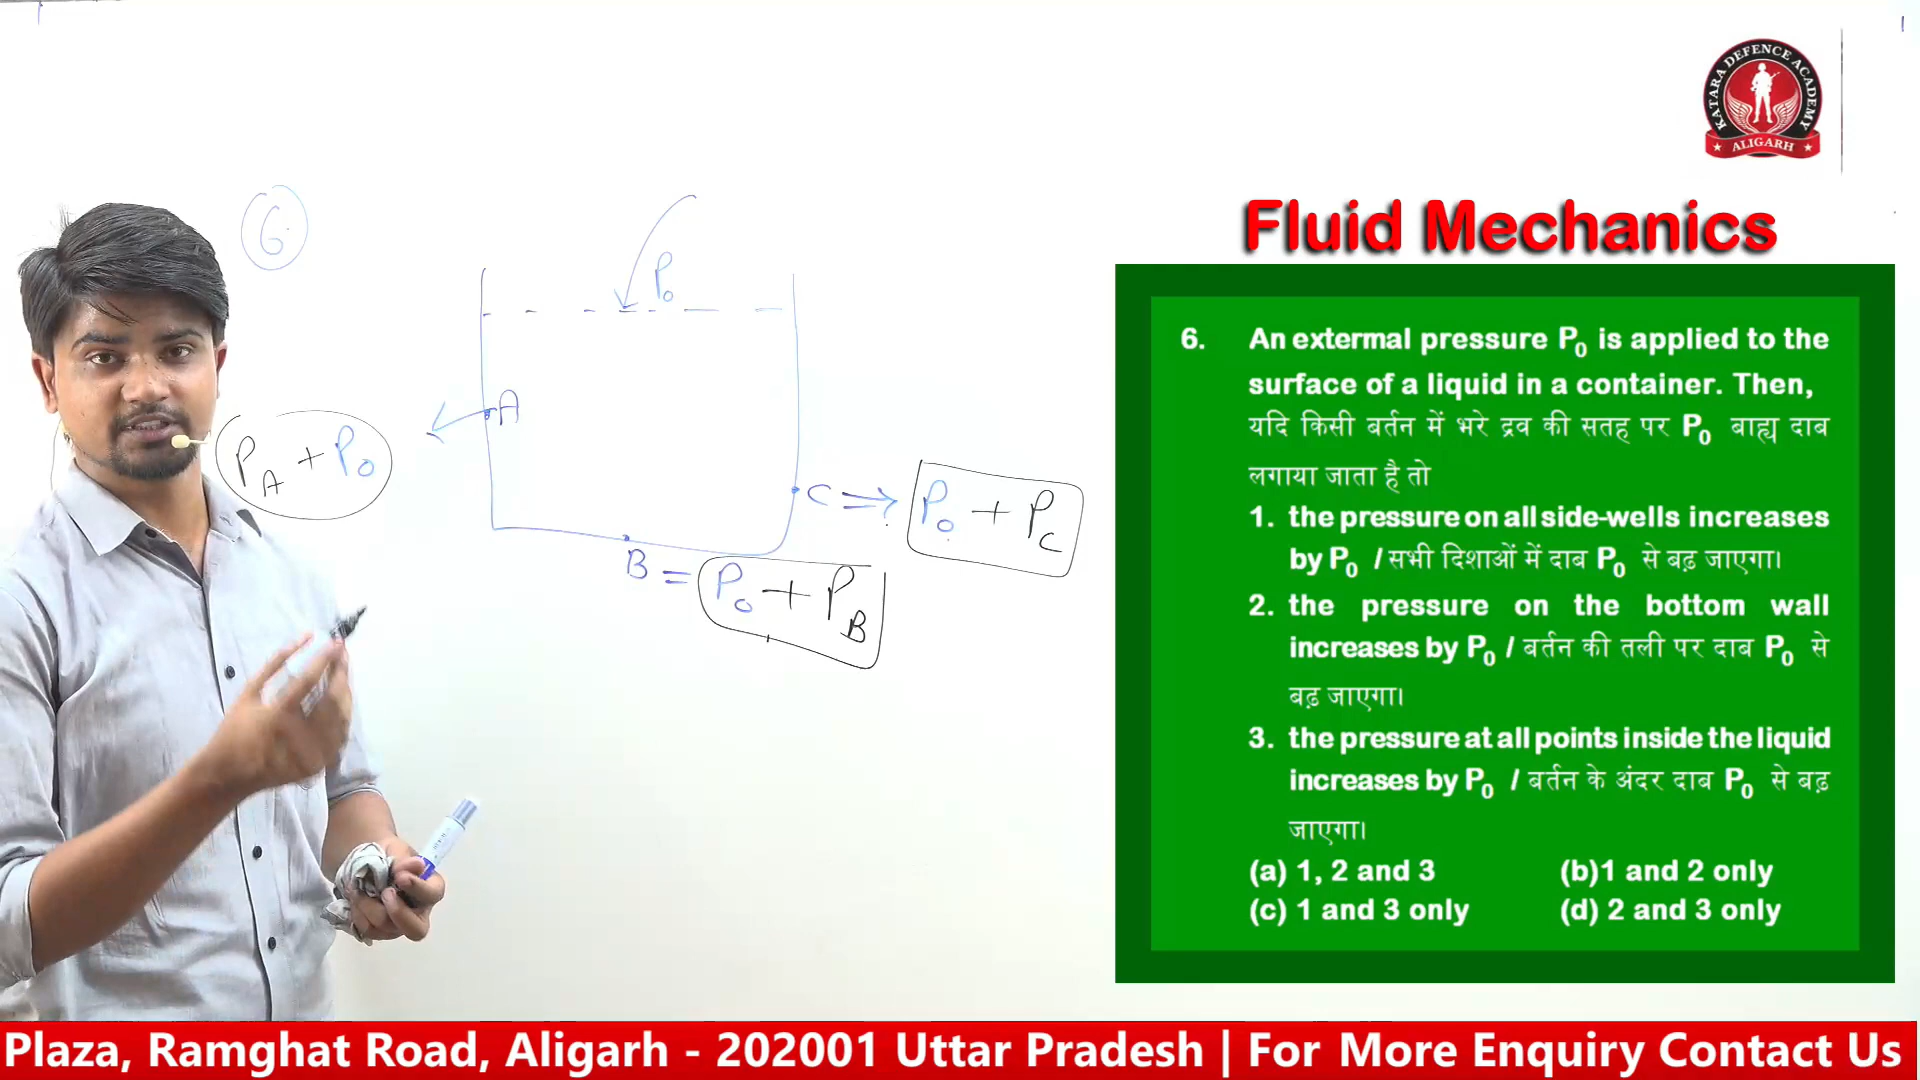 KATARA DEFENCE ACADEMY
ALIGARH
Fluid Mechanics
6. An extermal pressure P0 is applied to the
surface of a liquid in a container. Then,
यदि किसी बर्तन में भरे द्रव की सतह पर P0 बाह्य दाब
लगाया जाता है तो
1. the pressure on all side-wells increases
by P0 / सभी दिशाओं में दाब P0 से बढ़ जाएगा।
2. the pressure on the bottom wall
increases by P0 / बर्तन की तली पर दाब P0 से
बढ़ जाएगा।
3. the pressure at all points inside the liquid
increases by P0 / बर्तन के अंदर दाब P0 से बढ़
जाएगा।
(a) 1, 2 and 3 (b)1 and 2 only
(c) 1 and 3 only (d) 2 and 3 only
6
P0
A
PA + P0
C ⇒ P0 + PC
B = P0 + PB
Plaza, Ramghat Road, Aligarh - 202001 Uttar Pradesh | For More Enquiry Contact Us